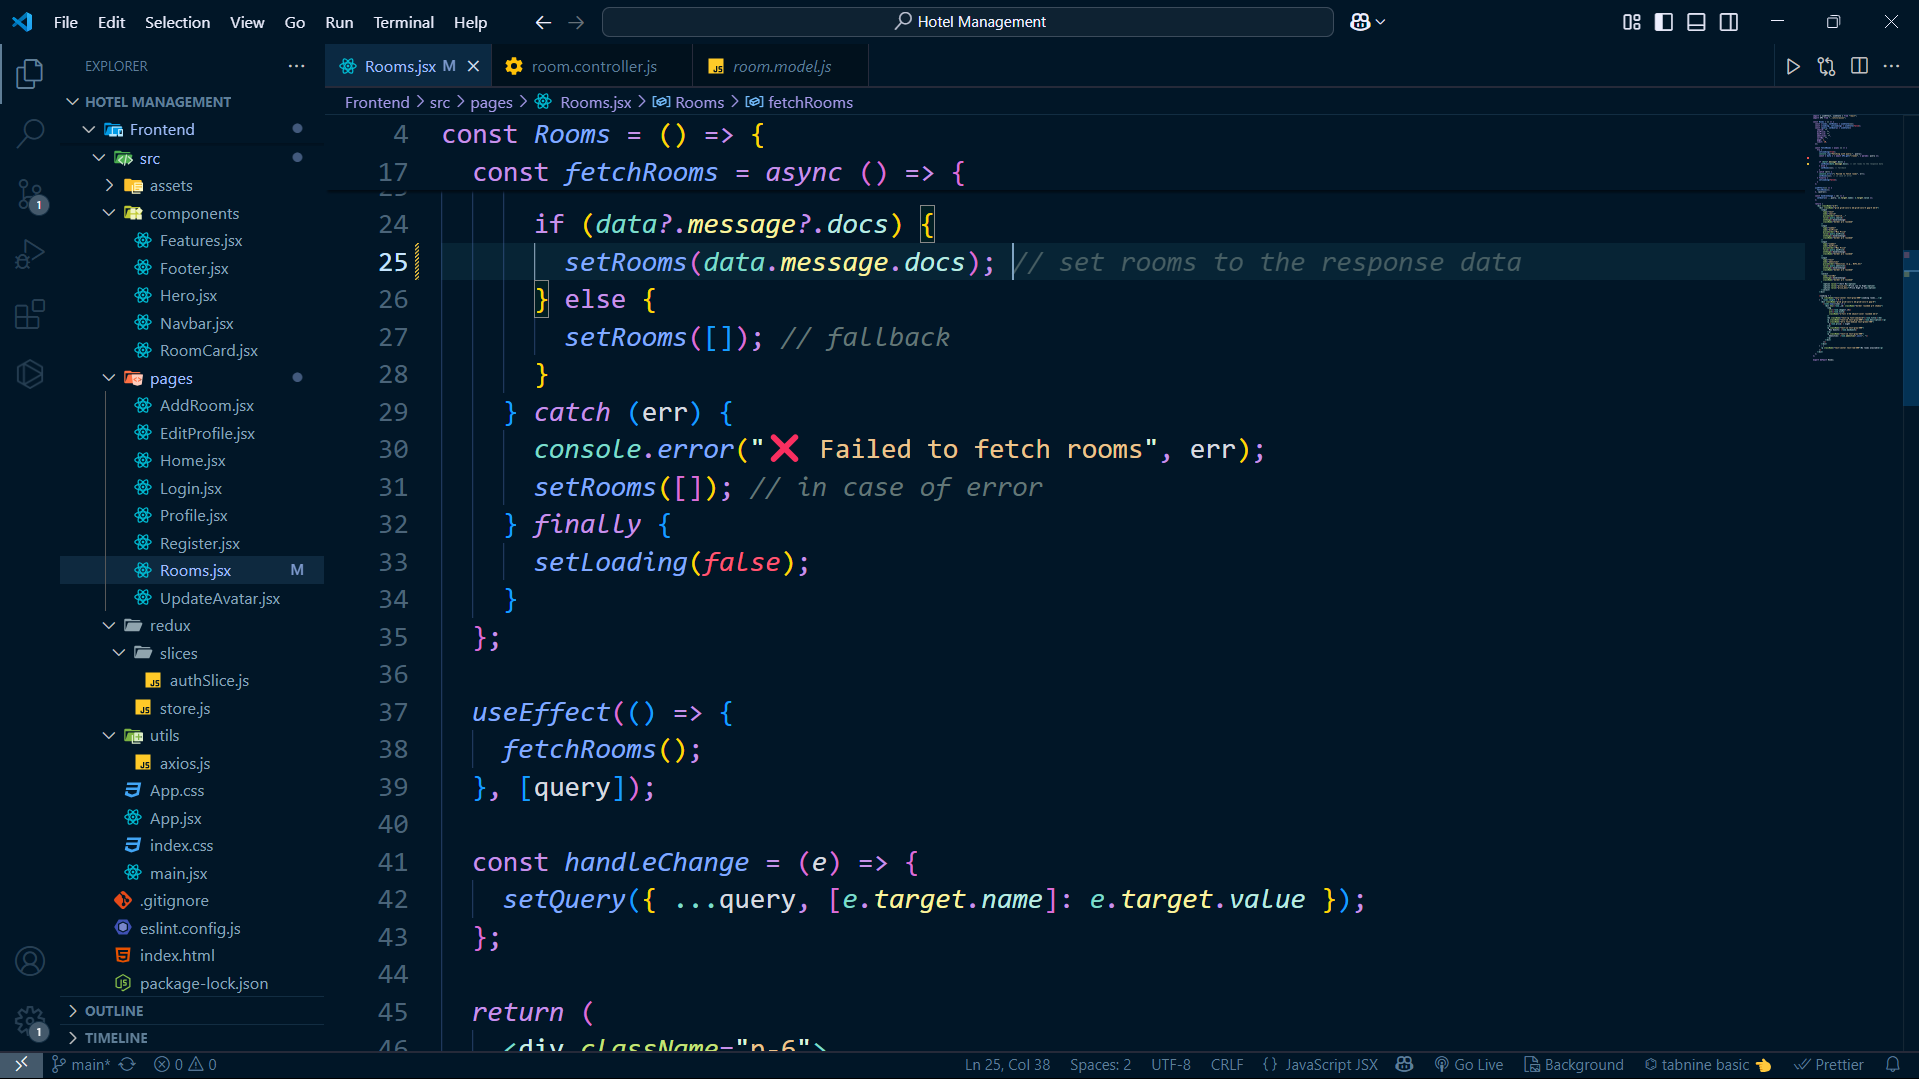 File Edit Selection View Go Run Terminal Help
Hotel Management
EXPLORER
HOTEL MANAGEMENT
Frontend
src
assets
components
Features.jsx
Footer.jsx
Hero.jsx
Navbar.jsx
RoomCard.jsx
pages
AddRoom.jsx
EditProfile.jsx
Home.jsx
Login.jsx
Profile.jsx
Register.jsx
Rooms.jsx M
UpdateAvatar.jsx
redux
slices
authSlice.js
store.js
utils
axios.js
App.css
App.jsx
index.css
main.jsx
.gitignore
eslint.config.js
index.html
package-lock.json
OUTLINE
TIMELINE
1
1
Rooms.jsx M
room.controller.js
room.model.js
Frontend > src > pages > Rooms.jsx > Rooms > fetchRooms
4 const Rooms = () => {
17 const fetchRooms = async () => {
24 if (data?.message?.docs) {
25 setRooms(data.message.docs); // set rooms to the response data
26 } else {
27 setRooms([]); // fallback
28 }
29 } catch (err) {
30 console.error("❌ Failed to fetch rooms", err);
31 setRooms([]); // in case of error
32 } finally {
33 setLoading(false);
34 }
35 };
36
37 useEffect(() => {
38 fetchRooms();
39 }, [query]);
40
41 const handleChange = (e) => {
42 setQuery({ ...query, [e.target.name]: e.target.value });
43 };
44
45 return (
46 <div className="p-6">
main* 0 0
Ln 25, Col 38 Spaces: 2 UTF-8 CRLF {} JavaScript JSX Go Live Background tabnine basic 👈 Prettier